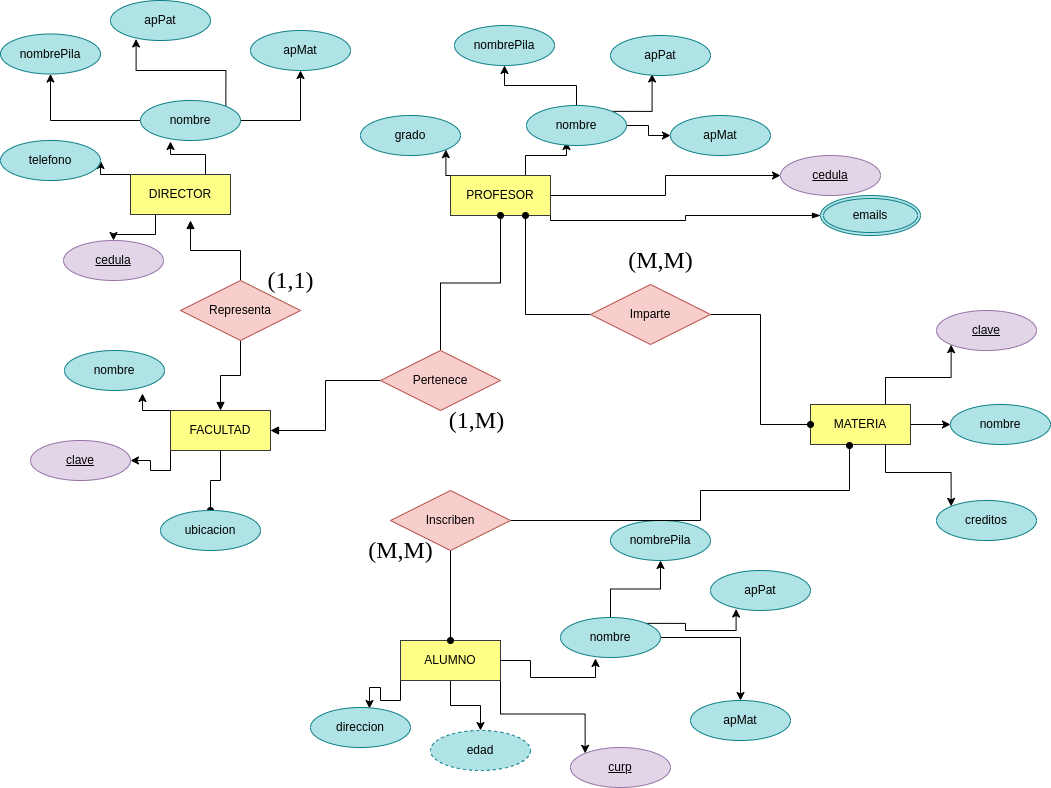 apPat
nombrePila
apMat
nombre
telefono
DIRECTOR
cedula
nombrePila
apPat
nombre
grado
apMat
PROFESOR
cedula
emails
(1,1)
Representa
(M,M)
Imparte
nombre
Pertenece
(1,M)
FACULTAD
clave
ubicacion
clave
MATERIA
nombre
creditos
Inscriben
(M,M)
nombrePila
apPat
nombre
ALUMNO
apMat
direccion
edad
curp